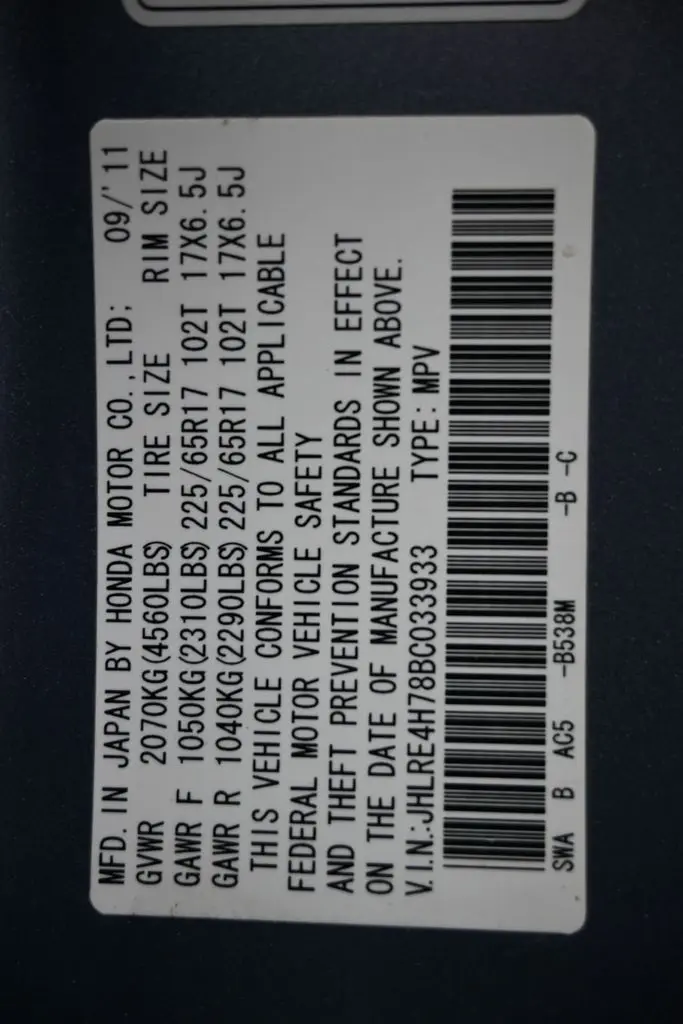 MFD. IN JAPAN BY HONDA MOTOR CO., LTD; 09/'11
GVWR 2070KG(4560LBS) TIRE SIZE RIM SIZE
GAWR F 1050KG(2310LBS) 225/65R17 102T 17X6.5J
GAWR R 1040KG(2290LBS) 225/65R17 102T 17X6.5J
THIS VEHICLE CONFORMS TO ALL APPLICABLE
FEDERAL MOTOR VEHICLE SAFETY
AND THEFT PREVENTION STANDARDS IN EFFECT
ON THE DATE OF MANUFACTURE SHOWN ABOVE.
V.I.N.:JHLRE4H78BC033933 TYPE: MPV
SWA B AC5 -B538M -B -C